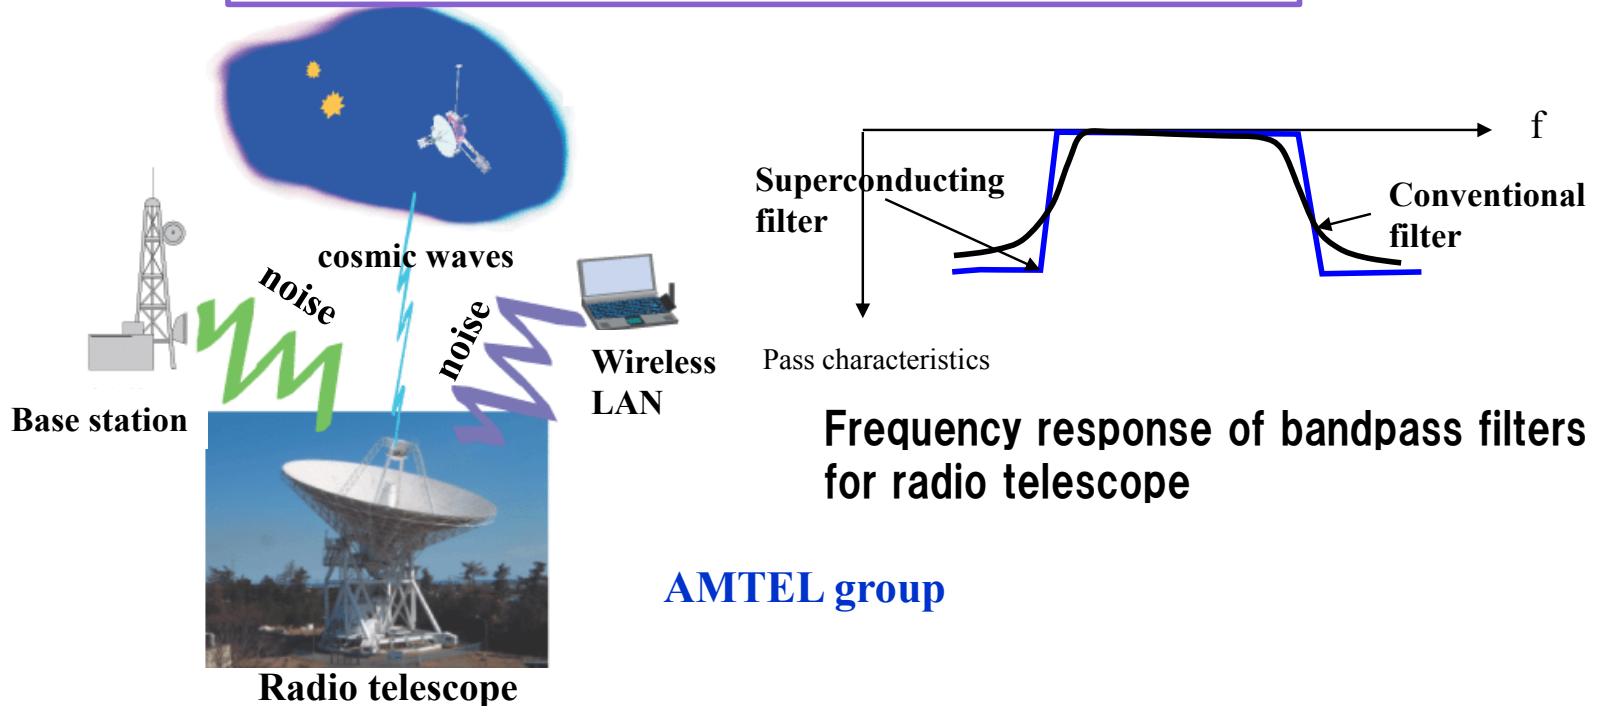 cosmic waves
noise
noise
Base station
Wireless
LAN
Radio telescope
f
Superconducting
filter
Conventional
filter
Pass characteristics
Frequency response of bandpass filters
for radio telescope
AMTEL group